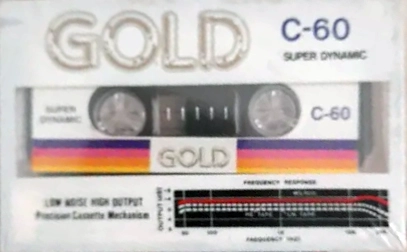 GOLD
C-60
SUPER DYNAMIC
SUPER
DYNAMIC
C-60
GOLD
LOW NOISE HIGH OUTPUT
Precision Cassette Mechanism
FREQUENCY RESPONSE
OUTPUT (dB)
FREQUENCY (HZ)